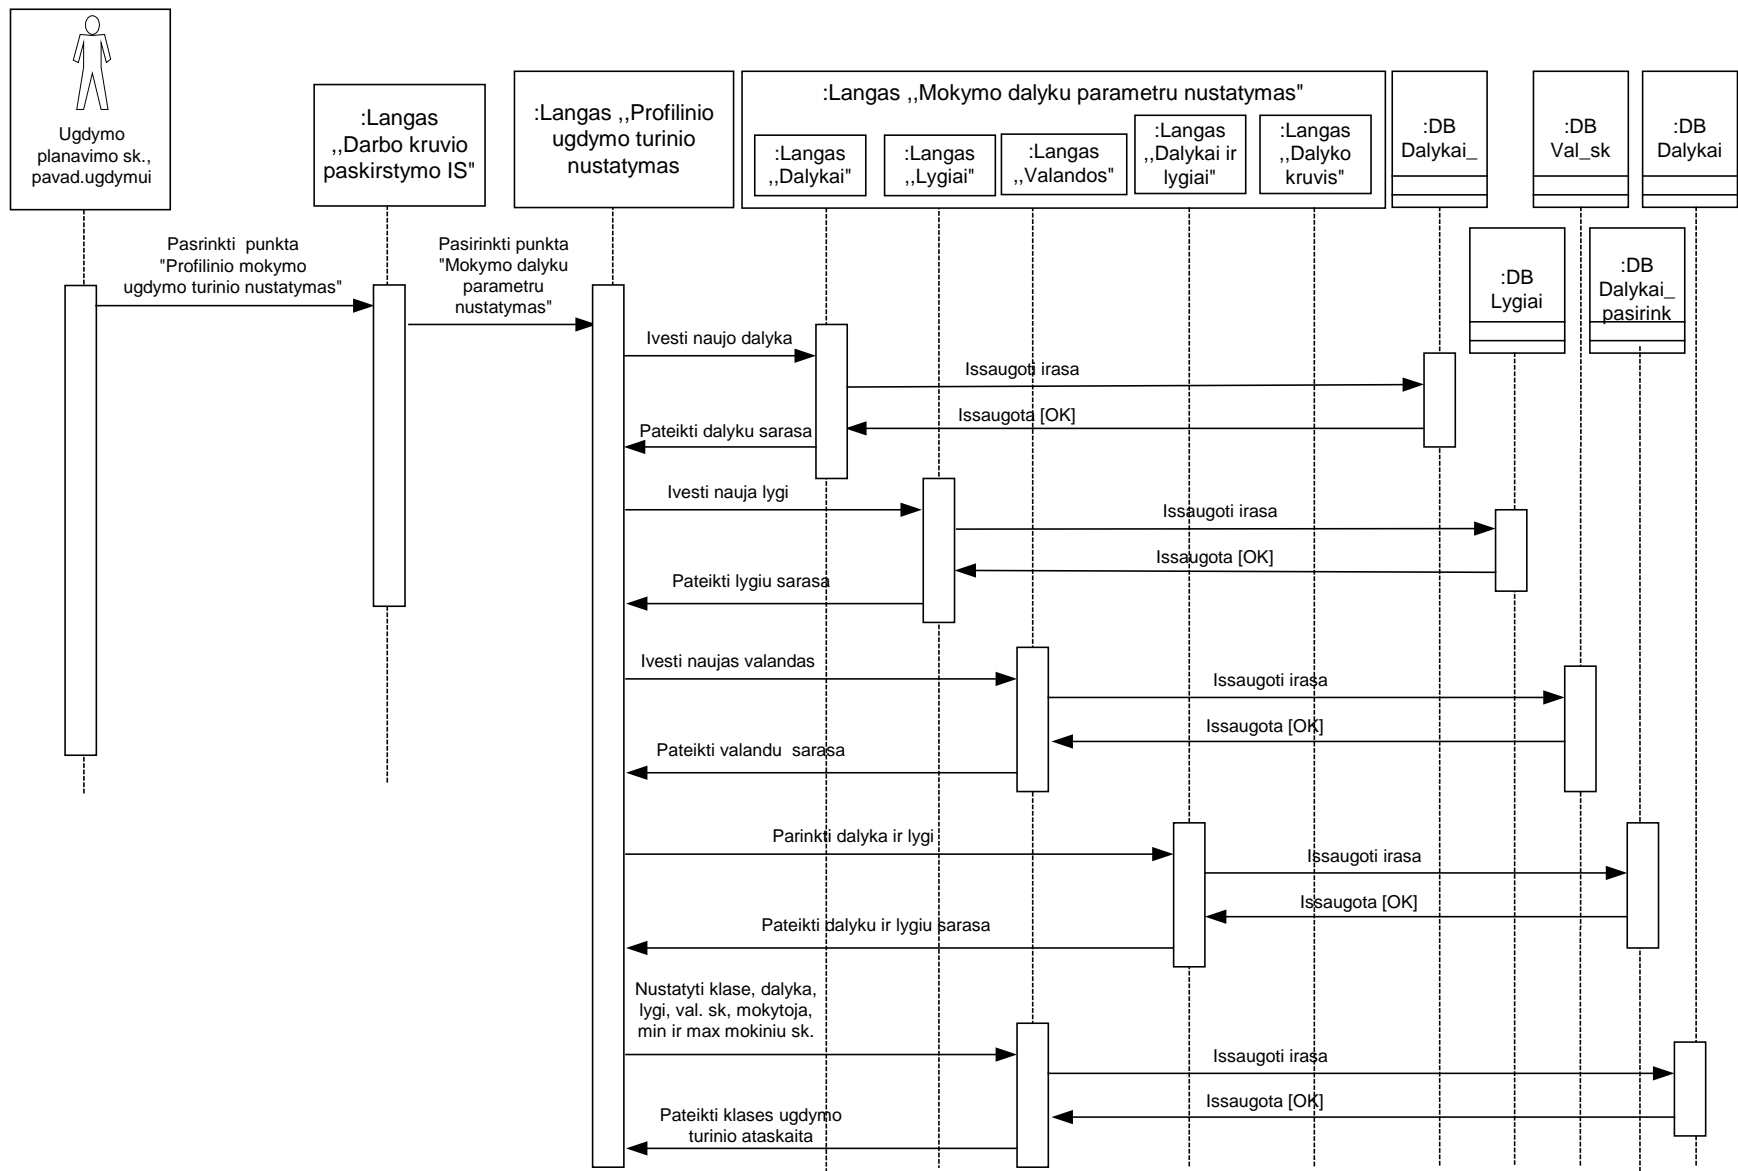 Ugdymo
planavimo sk.,
pavad.ugdymui
:Langas
,,Darbo kruvio
paskirstymo IS"
:Langas ,,Profilinio
ugdymo turinio
nustatymas
:Langas ,,Mokymo dalyku parametru nustatymas"
:Langas
,,Dalykai"
:Langas
,,Lygiai"
:Langas
,,Valandos"
:Langas
,,Dalykai ir
lygiai"
:Langas
,,Dalyko
kruvis"
:DB
Dalykai_
:DB
Val_sk
:DB
Dalykai
:DB
Lygiai
:DB
Dalykai_
pasirink
Pasrinkti punkta
"Profilinio mokymo
ugdymo turinio nustatymas"
Pasirinkti punkta
"Mokymo dalyku
parametru
nustatymas"
Ivesti naujo dalyka
Issaugoti irasa
Issaugota [OK]
Pateikti dalyku sarasa
Ivesti nauja lygi
Issaugoti irasa
Issaugota [OK]
Pateikti lygiu sarasa
Ivesti naujas valandas
Issaugoti irasa
Issaugota [OK]
Pateikti valandu sarasa
Parinkti dalyka ir lygi
Issaugoti irasa
Issaugota [OK]
Pateikti dalyku ir lygiu sarasa
Nustatyti klase, dalyka,
lygi, val. sk, mokytoja,
min ir max mokiniu sk.
Issaugoti irasa
Issaugota [OK]
Pateikti klases ugdymo
turinio ataskaita